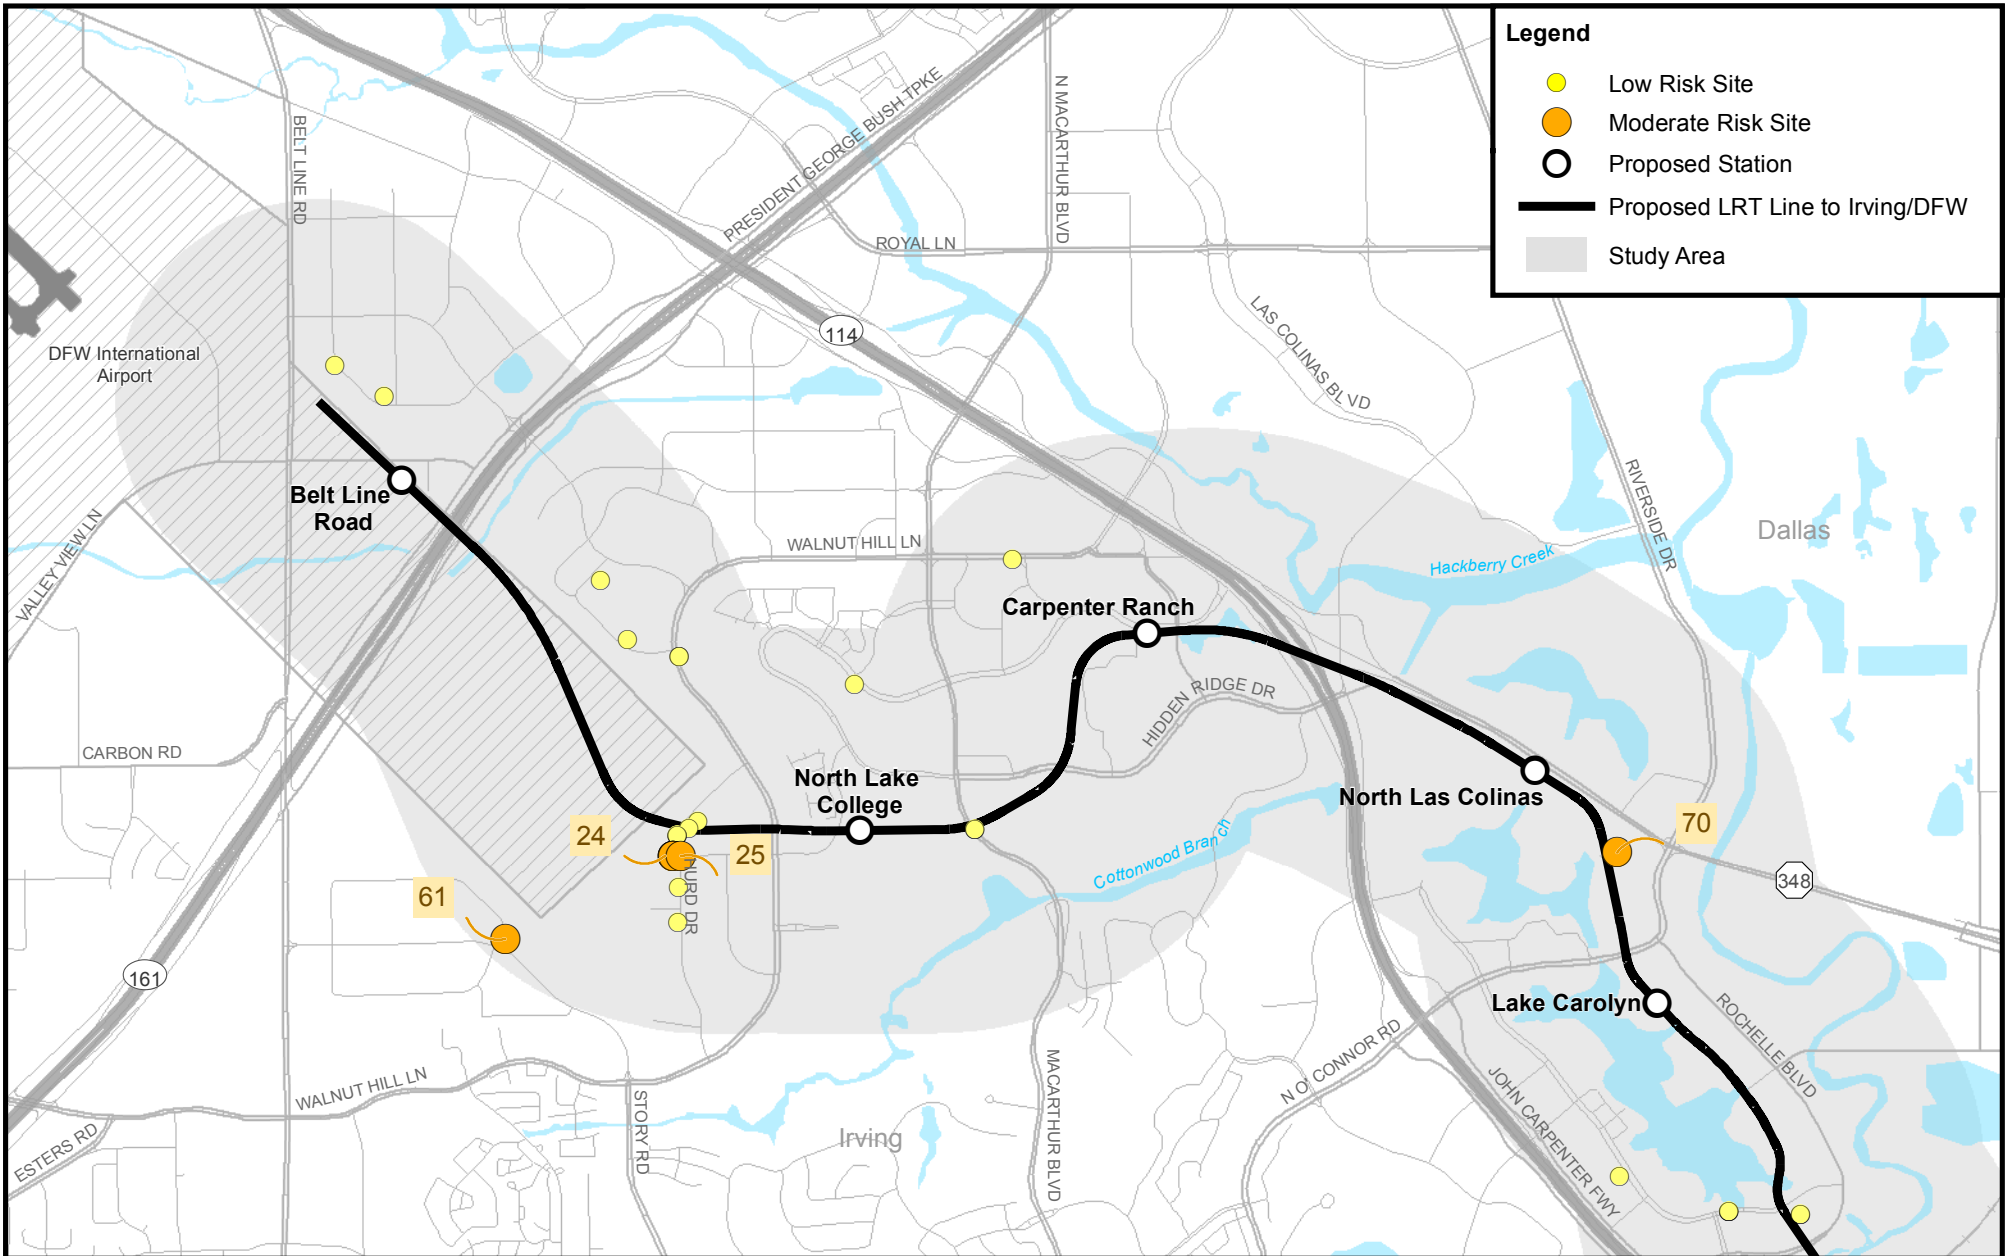 Legend
Low Risk Site
Moderate Risk Site
Proposed Station
Proposed LRT Line to Irving/DFW
Study Area
BELT LINE RD
PRESIDENT GEORGE BUSH TPKE
N MACARTHUR BLVD
ROYAL LN
114
LAS COLINAS BLVD
DFW International
Airport
Belt Line
Road
VALLEY VIEW LN
WALNUT HILL LN
RIVERSIDE DR
Dallas
Hackberry Creek
Carpenter Ranch
HIDDEN RIDGE DR
CARBON RD
North Lake
College
North Las Colinas
24
25
70
61
HURD DR
Cottonwood Branch
348
161
Lake Carolyn
ROCHELLE BLVD
N O' CONNOR RD
JOHN CARPENTER FWY
WALNUT HILL LN
STORY RD
MACARTHUR BLVD
ESTERS RD
Irving